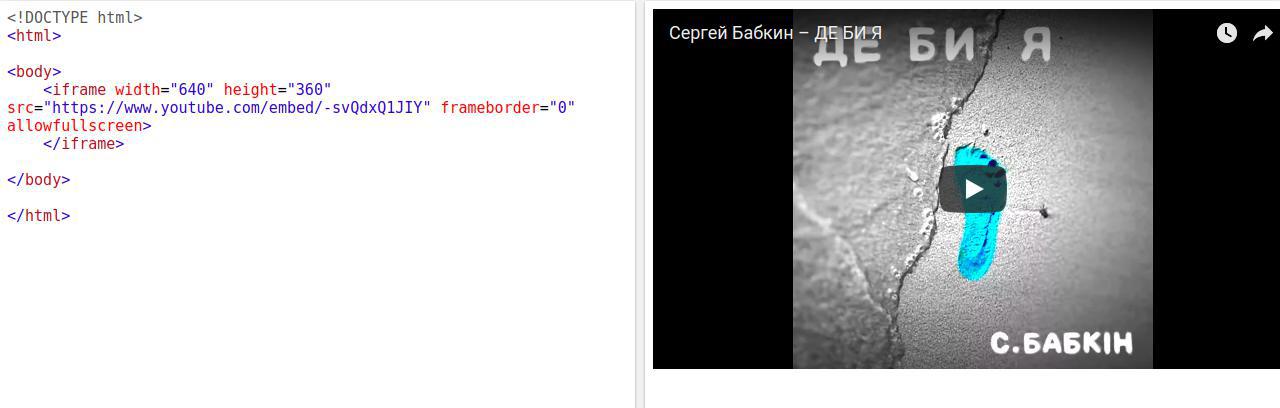 <!DOCTYPE html>
<html>
<body>
<iframe width="640" height="360"
src="https://www.youtube.com/embed/-svQdxQ1JIY" frameborder="0"
allowfullscreen>
</iframe>
</body>
</html>
Сергей Бабкин – ДЕ БИ Я
ДЕ БИ Я
С.БАБКІН